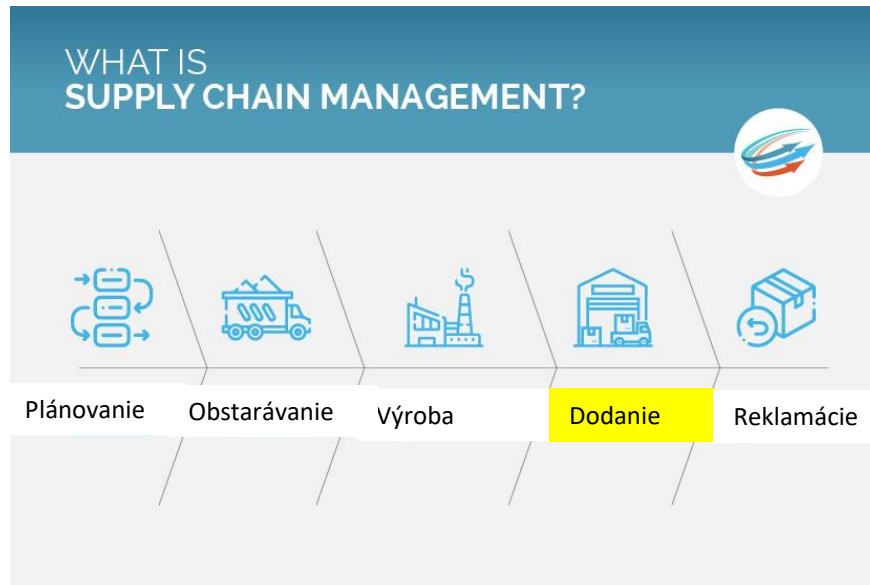 WHAT IS
SUPPLY CHAIN MANAGEMENT?
Plánovanie
Obstarávanie
Výroba
Dodanie
Reklamácie